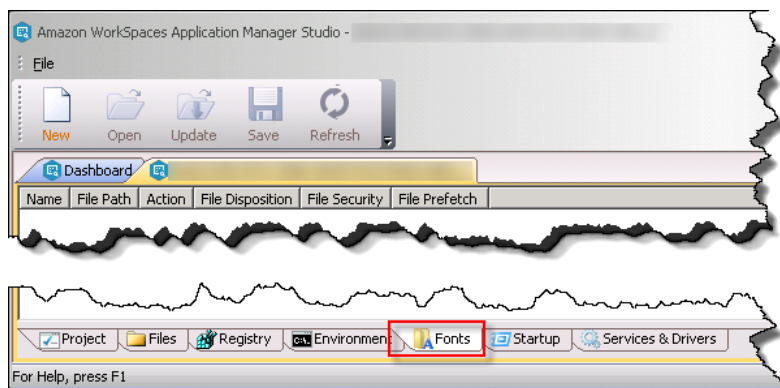 Amazon WorkSpaces Application Manager Studio -
File
New Open Update Save Refresh
Dashboard
Name File Path Action File Disposition File Security File Prefetch
Project Files Registry Environment Fonts Startup Services & Drivers
For Help, press F1